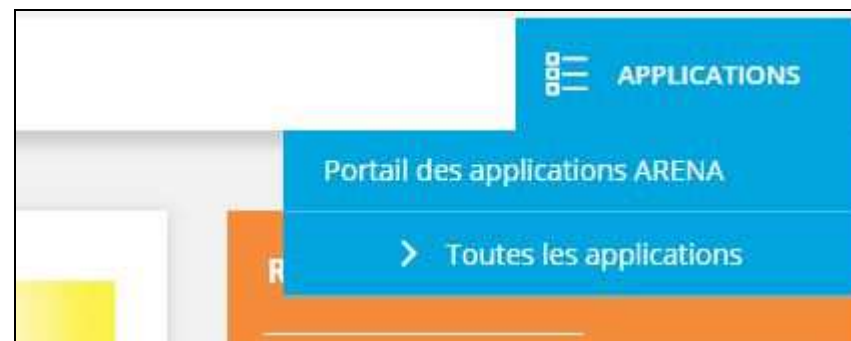 APPLICATIONS
Portail des applications ARENA
Toutes les applications
R